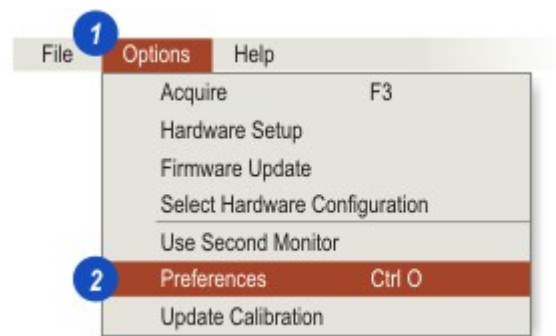 1
File Options Help
Acquire F3
Hardware Setup
Firmware Update
Select Hardware Configuration
Use Second Monitor
2 Preferences Ctrl O
Update Calibration